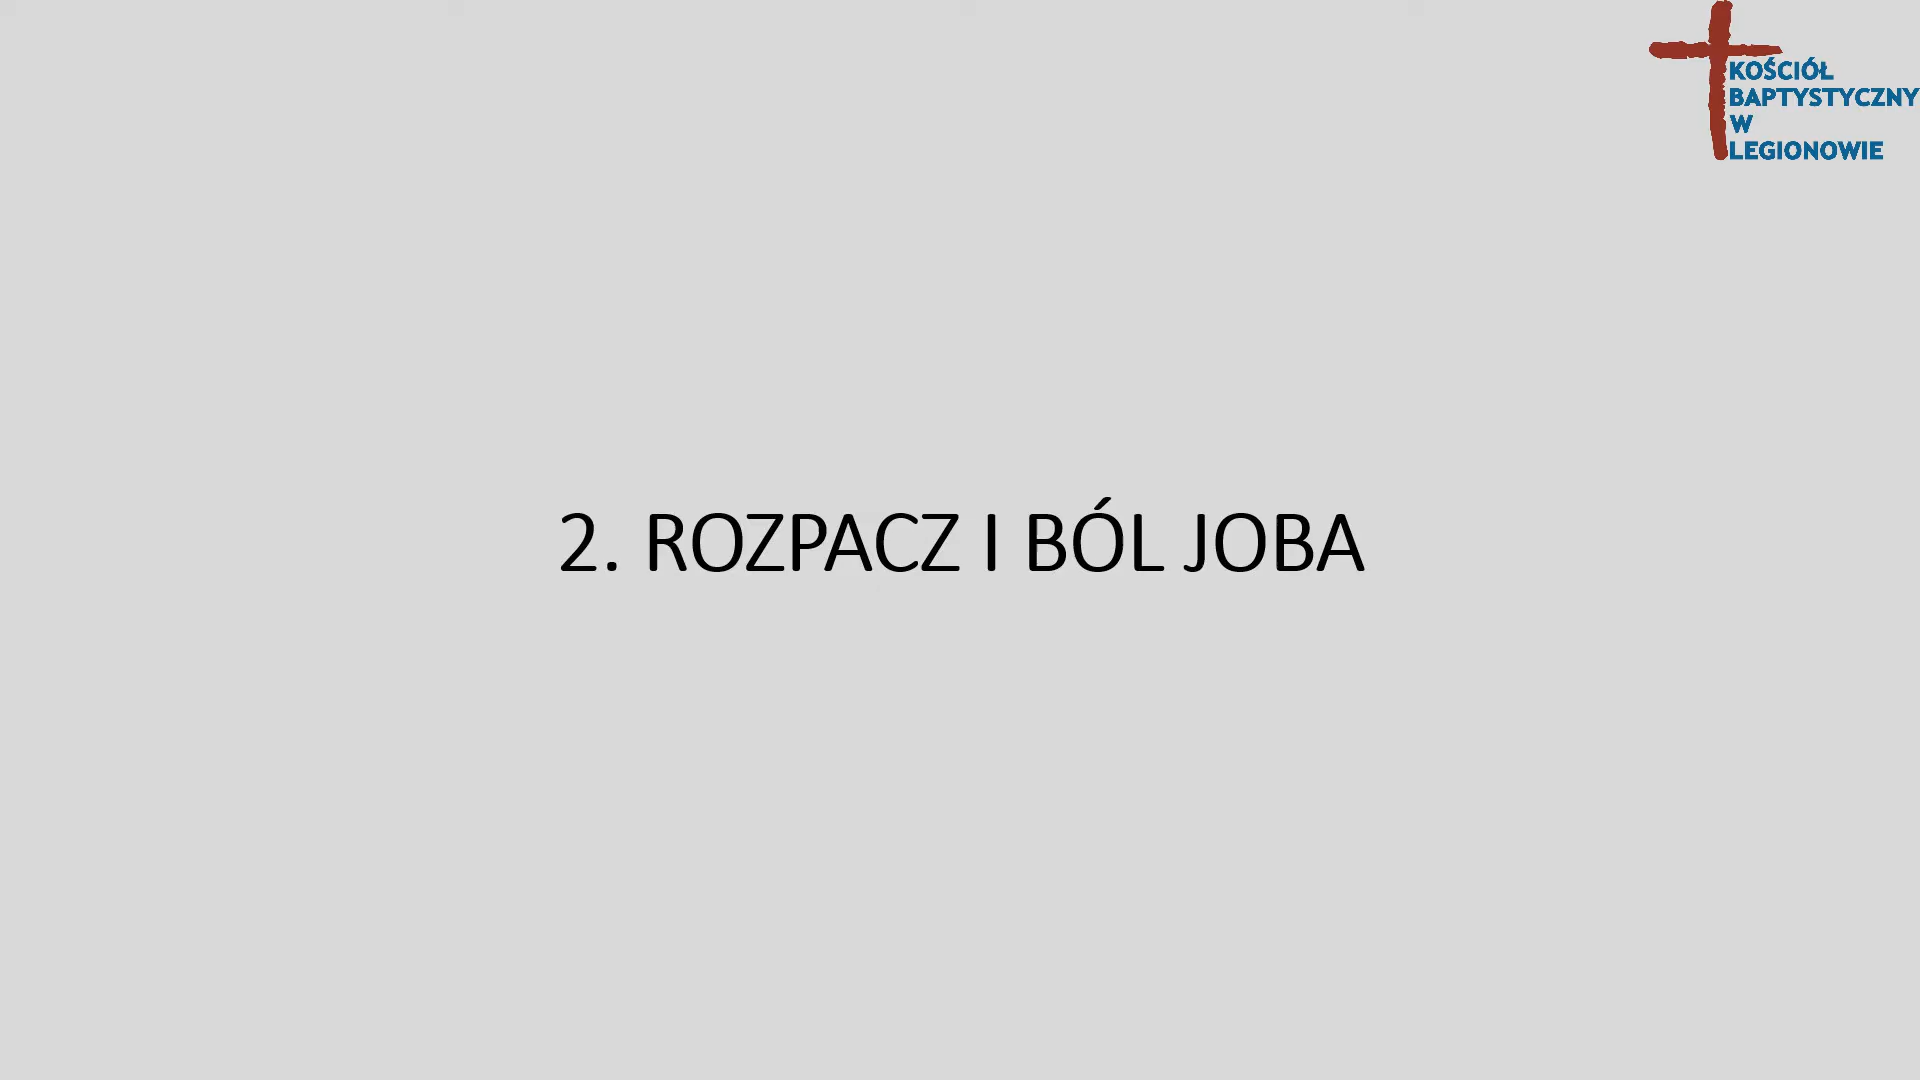 KOŚCIÓŁ
BAPTYSTYCZNY
W
LEGIONOWIE
2. ROZPACZ I BÓL JOBA